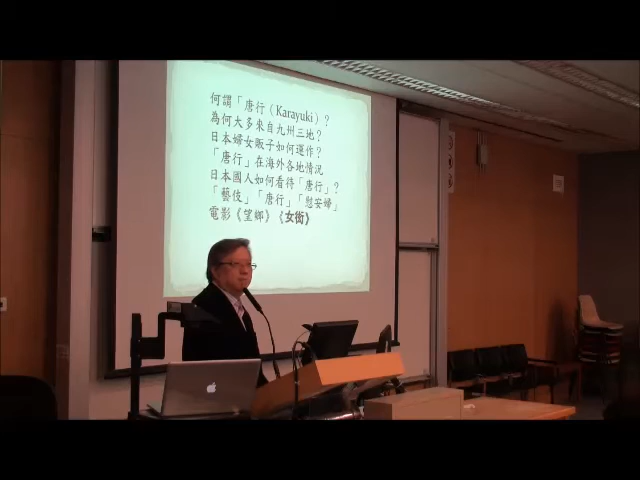 何謂「唐行（Karayuki）？
為何大多來自九州三地？
日本婦女販子如何運作？
「唐行」在海外各地情況
日本國人如何看待「唐行」？
「藝伎」「唐行」「慰安婦」
電影《望鄉》《女衒》